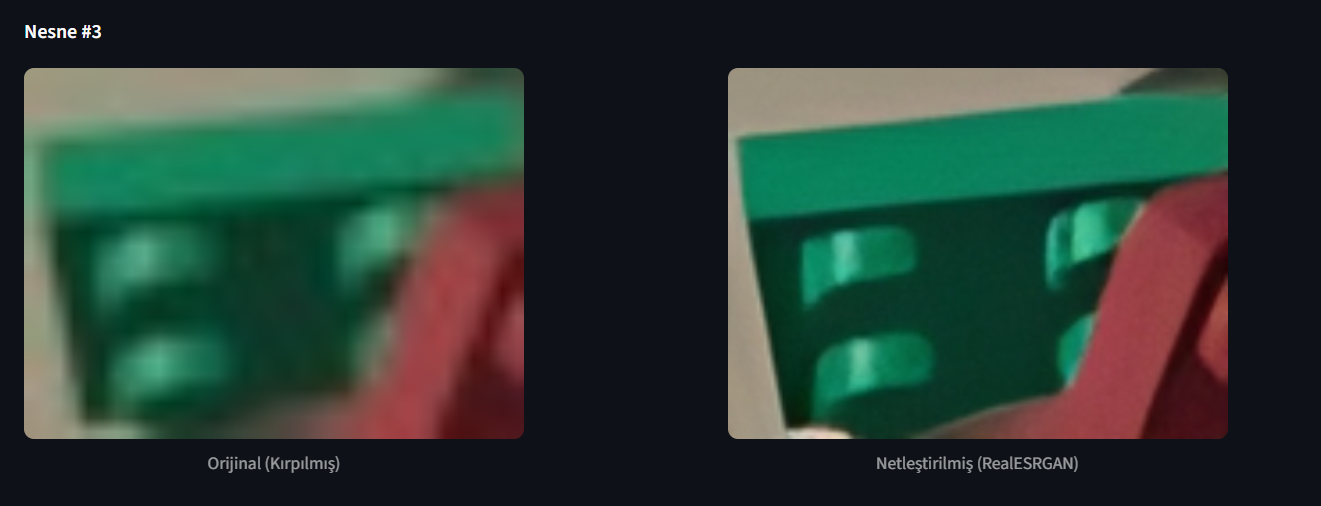 Nesne #3
Orijinal (Kırpılmış)
Netleştirilmiş (RealESRGAN)